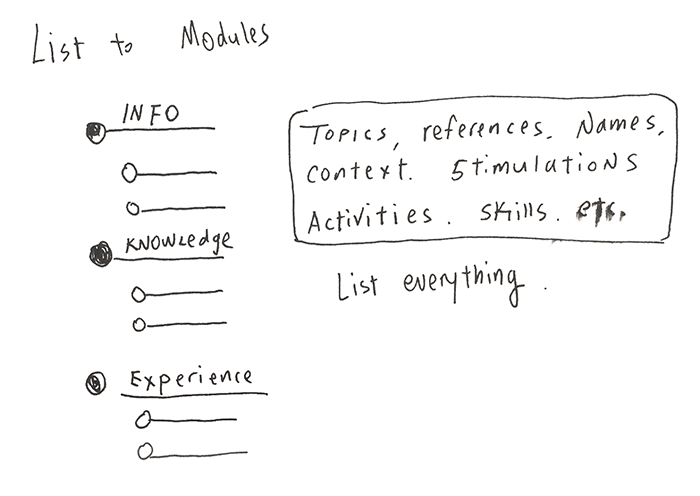 List to Modules
INFO
KNOWLedge
Experience
Topics, references. Names,
context. Stimulations
Activities. skills. etc.
List everything.